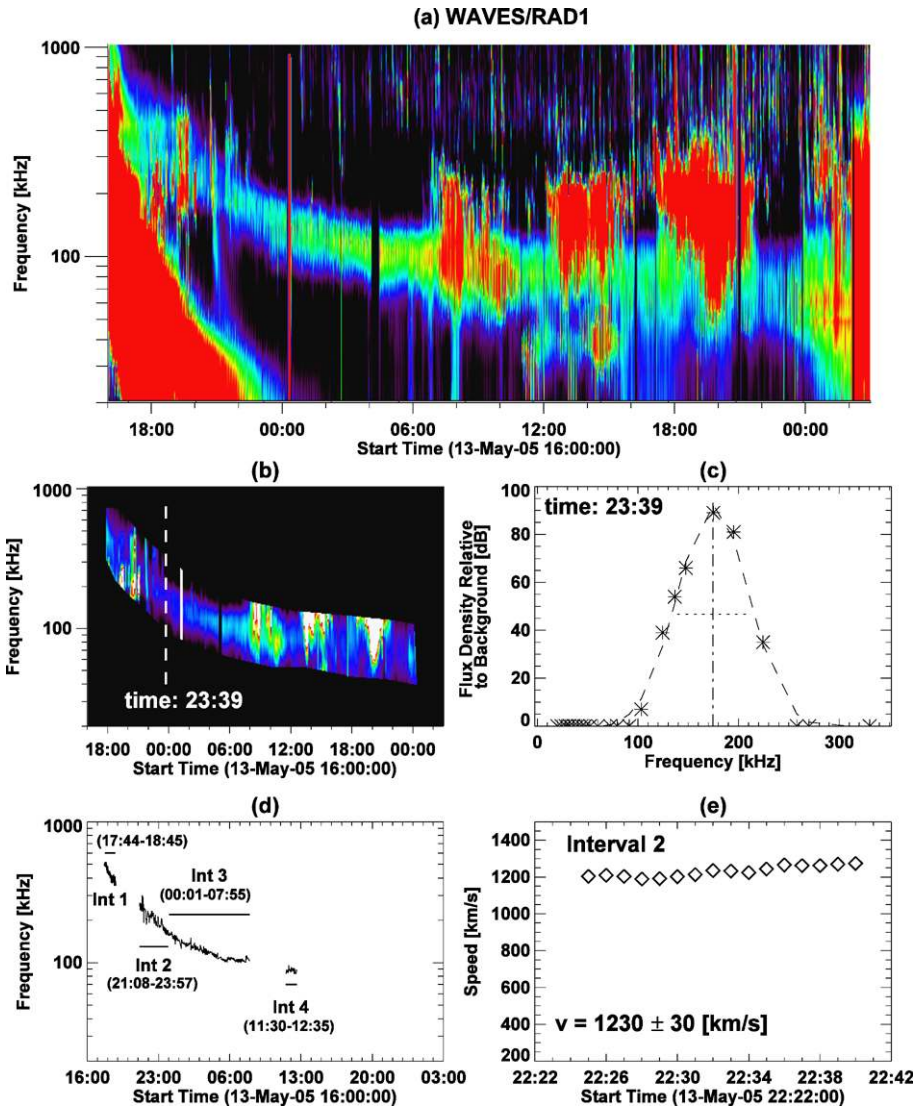 (a) WAVES/RAD1
1000
100
Frequency [kHz]
18:00 00:00 06:00 12:00 18:00 00:00
Start Time (13-May-05 16:00:00)
(b)
1000
100
Frequency [kHz]
time: 23:39
18:00 00:00 06:00 12:00 18:00 00:00
Start Time (13-May-05 16:00:00)
(c)
time: 23:39
100
80
60
40
20
0
Flux Density Relative
to Background [dB]
0 100 200 300
Frequency [kHz]
(d)
1000
100
Frequency [kHz]
(17:44-18:45)
Int 1
Int 3
(00:01-07:55)
Int 2
(21:08-23:57)
Int 4
(11:30-12:35)
16:00 23:00 06:00 13:00 20:00 03:00
Start Time (13-May-05 16:00:00)
(e)
Interval 2
1400
1200
1000
800
600
400
200
Speed [km/s]
v = 1230 ± 30 [km/s]
22:22 22:26 22:30 22:34 22:38 22:42
Start Time (13-May-05 22:22:00)